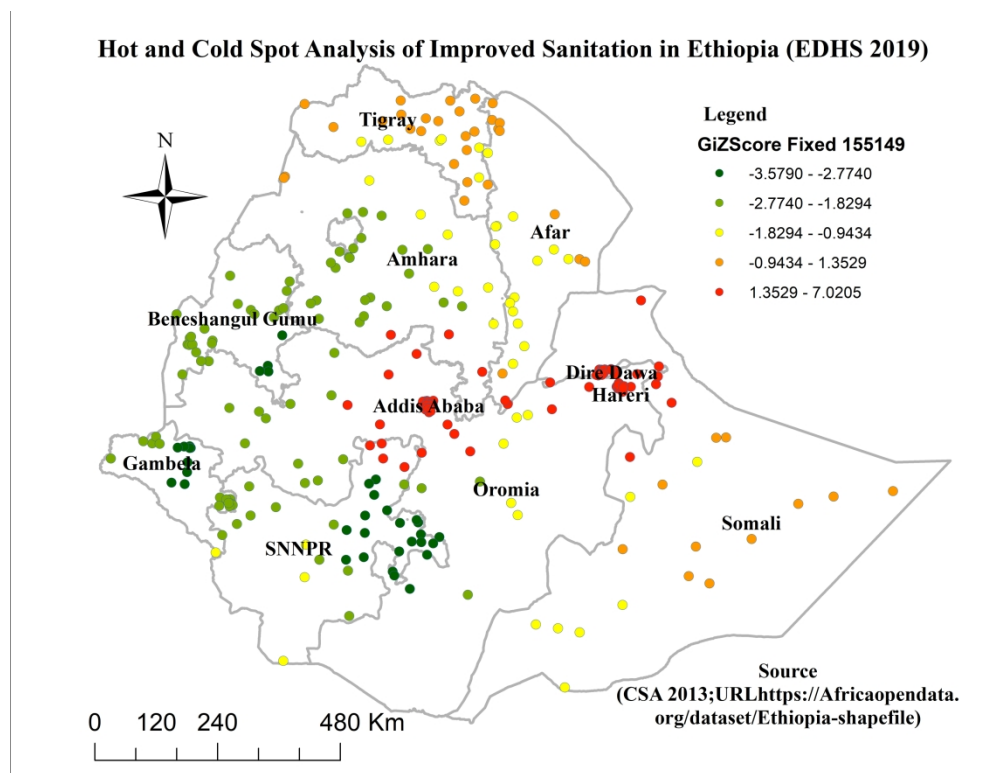 Hot and Cold Spot Analysis of Improved Sanitation in Ethiopia (EDHS 2019)
N
Legend
GiZScore Fixed 155149
-3.5790 - -2.7740
-2.7740 - -1.8294
-1.8294 - -0.9434
-0.9434 - 1.3529
1.3529 - 7.0205
Tigray
Afar
Amhara
Beneshangul Gumu
Dire Dawa
Hareri
Addis Ababa
Gambela
Oromia
Somali
SNNPR
Source
(CSA 2013;URLhttps://Africaopendata.
org/dataset/Ethiopia-shapefile)
0 120 240 480 Km